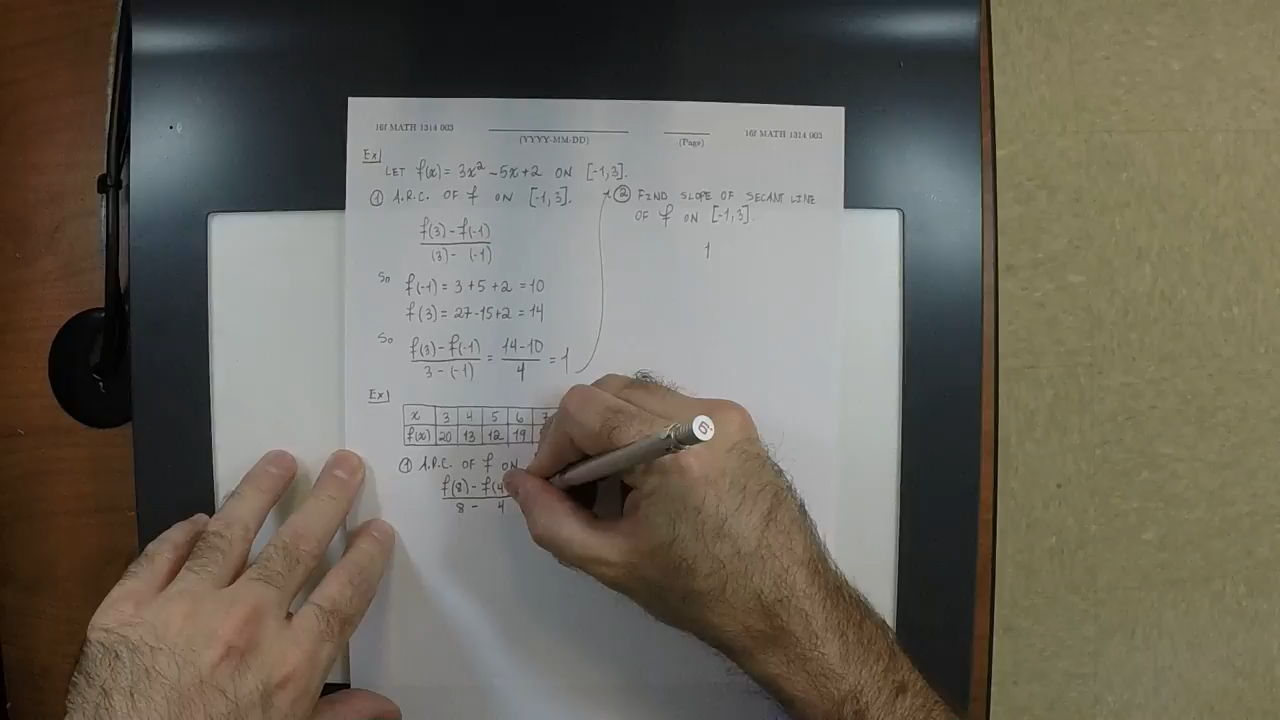 16f MATH 1314 003
(YYYY-MM-DD)
(Page)
16f MATH 1314 003
Ex]
LET f(x) = 3x² - 5x + 2 ON [-1,3].
① A.R.C. OF f ON [-1,3].
f(3) - f(-1)
(3) - (-1)
So
f(-1) = 3 + 5 + 2 = 10
f(3) = 27 - 15 + 2 = 14
So
f(3) - f(-1) = 14 - 10 = 1
3 - (-1) 4
② FIND SLOPE OF SECANT LINE
OF f ON [-1,3].
1
Ex]
x 3 4 5 6 7
f(x) 20 13 12 19
① A.R.C. OF f ON
f(8) - f(4
8 - 4
6